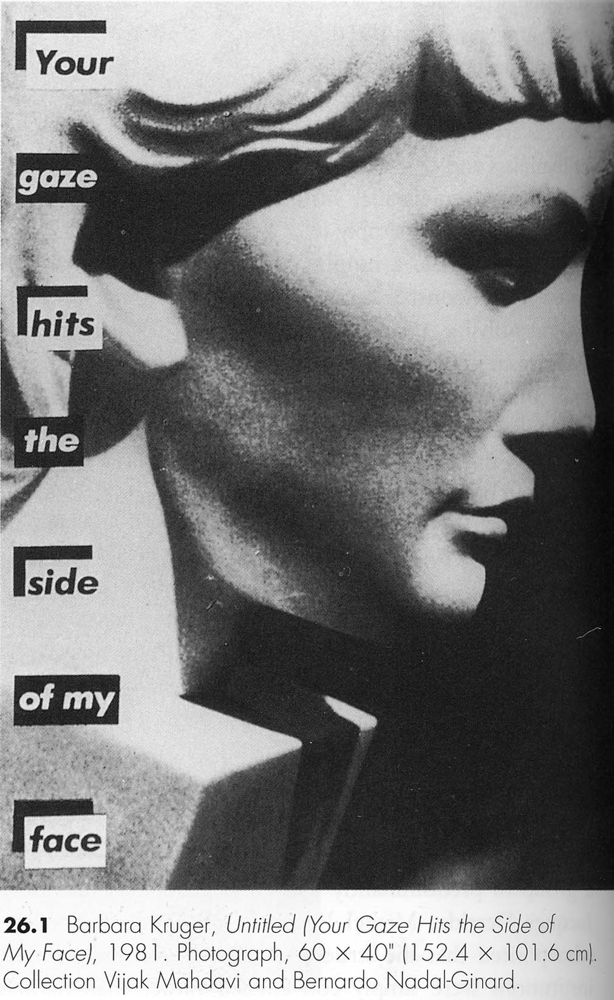 Your
gaze
hits
the
side
of my
face
26.1 Barbara Kruger, Untitled (Your Gaze Hits the Side of
My Face), 1981. Photograph, 60 × 40" (152.4 × 101.6 cm).
Collection Vijak Mahdavi and Bernardo Nadal-Ginard.